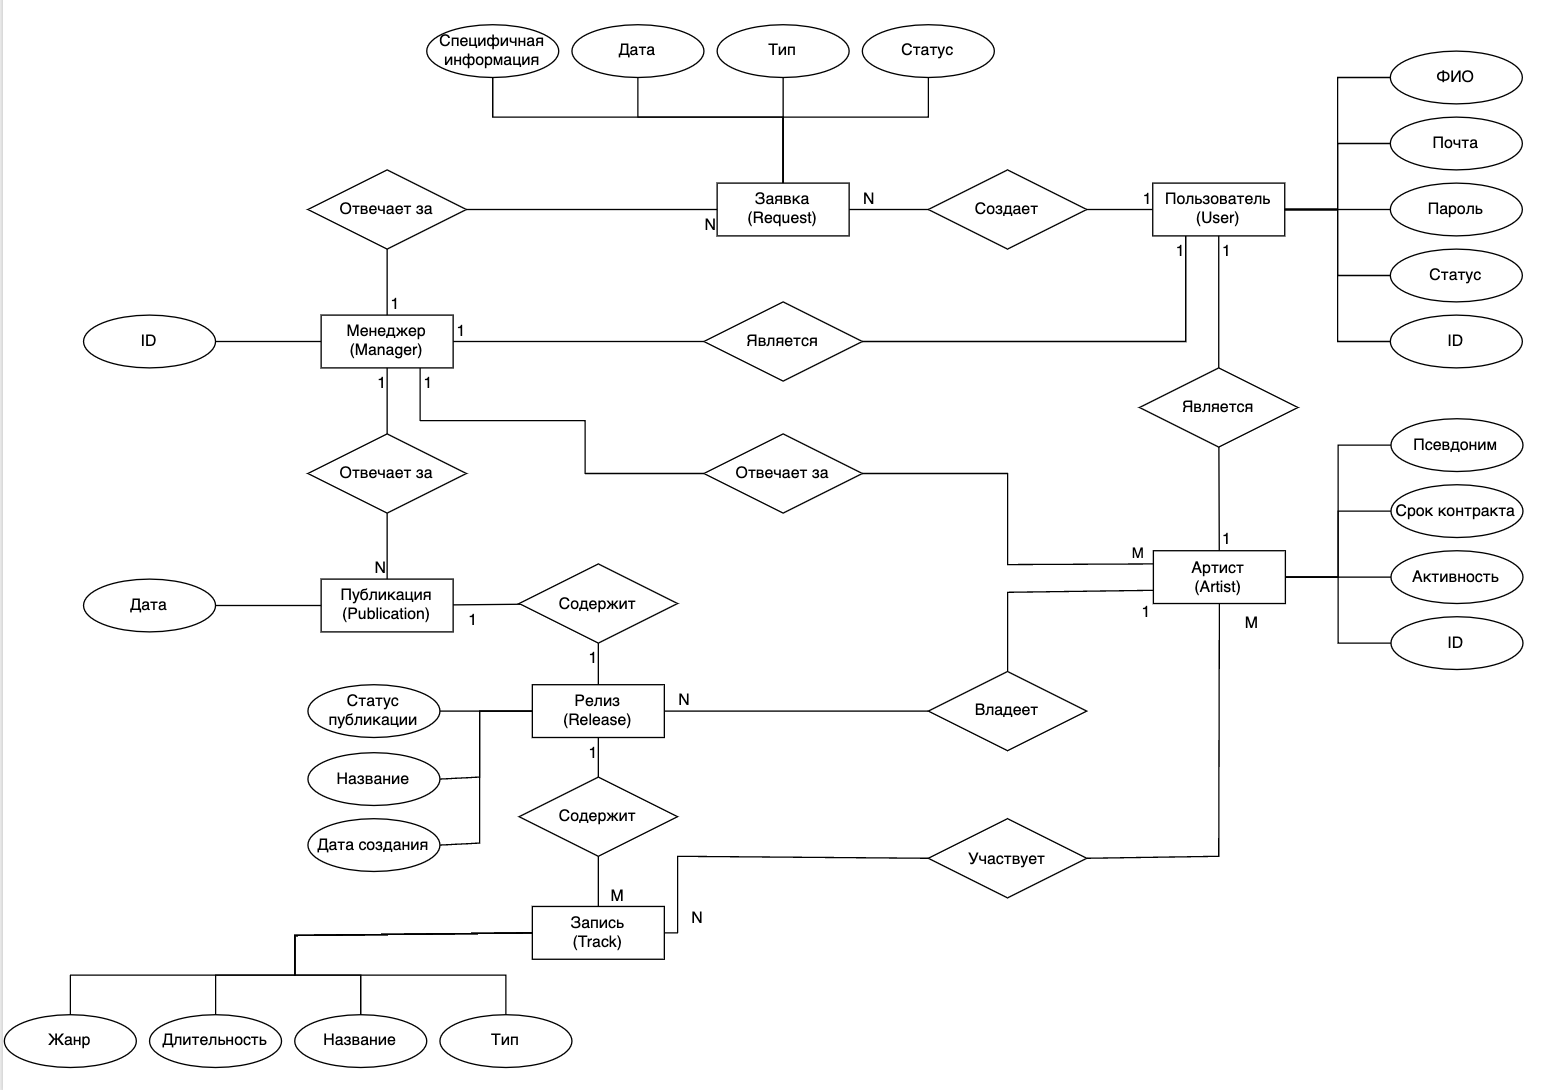 Специфичная
информация
Дата
Тип
Статус
ФИО
Почта
Отвечает за
N
Заявка
(Request)
N
Создает
1
Пользователь
(User)
Пароль
1
1
Статус
1
ID
Менеджер
(Manager)
1
Является
ID
1
1
Является
Отвечает за
Отвечает за
Псевдоним
Срок контракта
N
M
1
Дата
Публикация
(Publication)
1
Содержит
Артист
(Artist)
Активность
1
M
ID
1
Статус
публикации
Релиз
(Release)
N
Владеет
1
Название
Содержит
Дата создания
Участвует
M
N
Запись
(Track)
Жанр
Длительность
Название
Тип